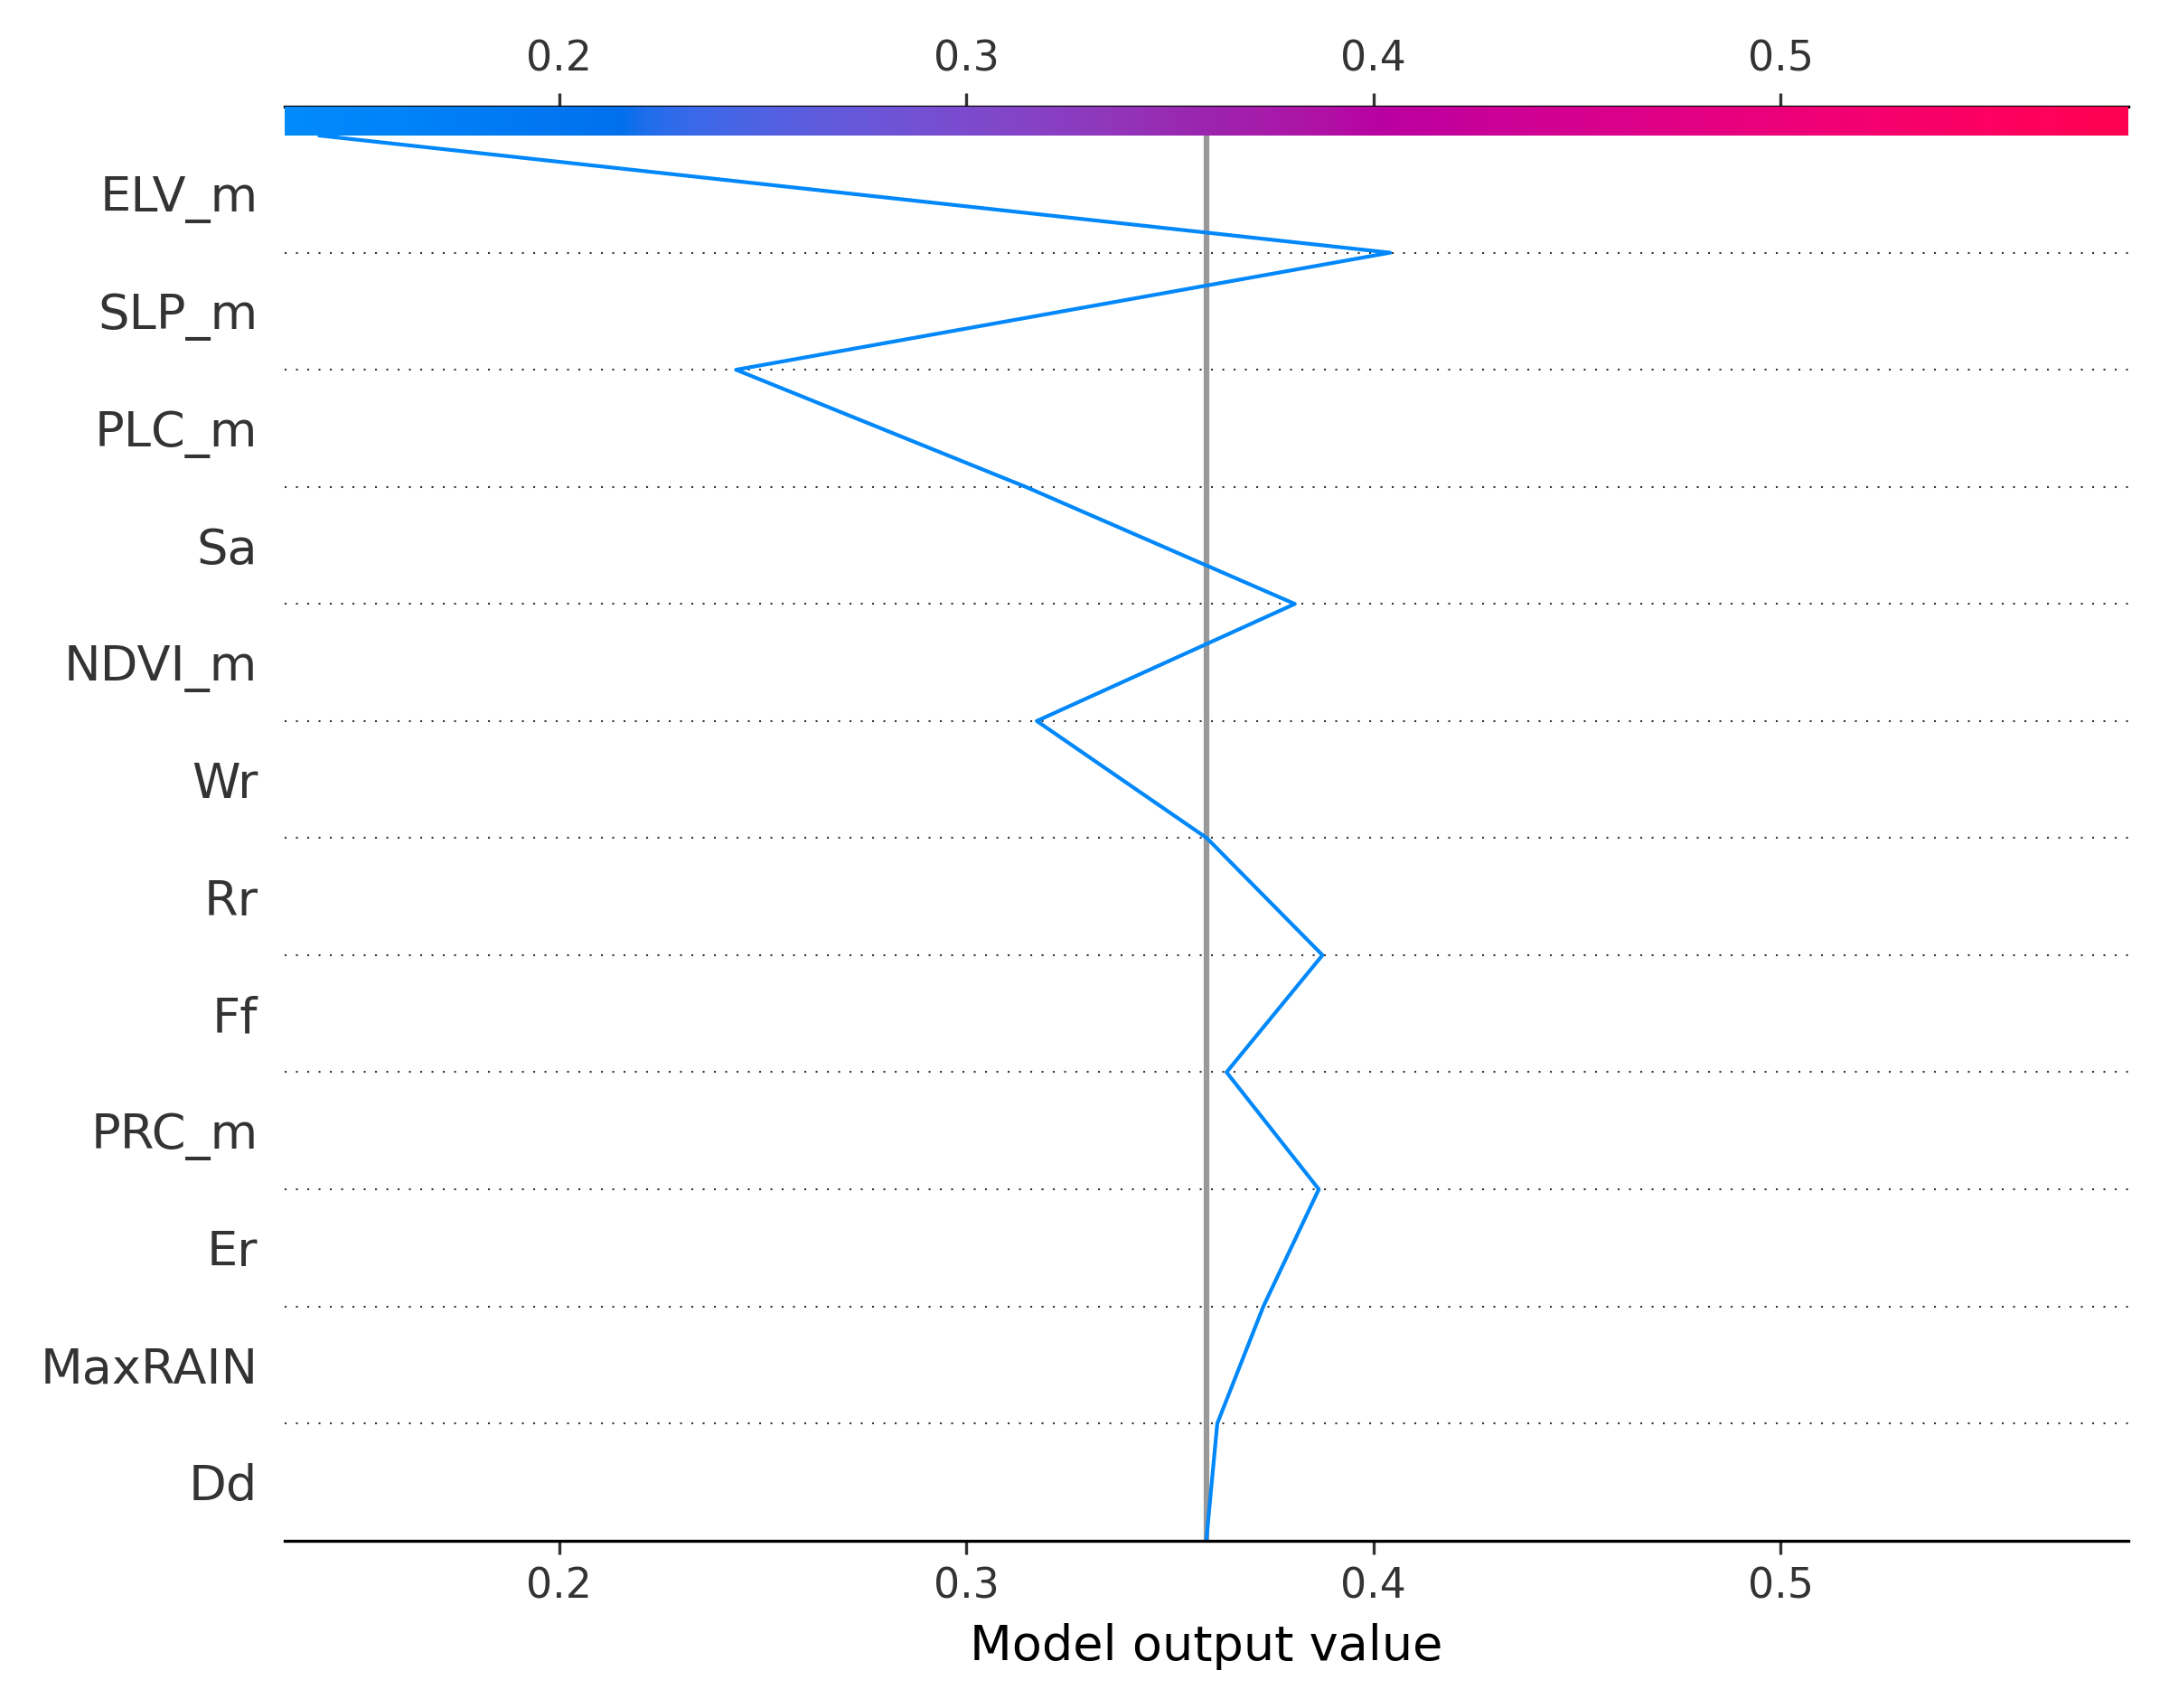 0.2 0.3 0.4 0.5
ELV_m
SLP_m
PLC_m
Sa
NDVI_m
Wr
Rr
Ff
PRC_m
Er
MaxRAIN
Dd
0.2 0.3 0.4 0.5
Model output value